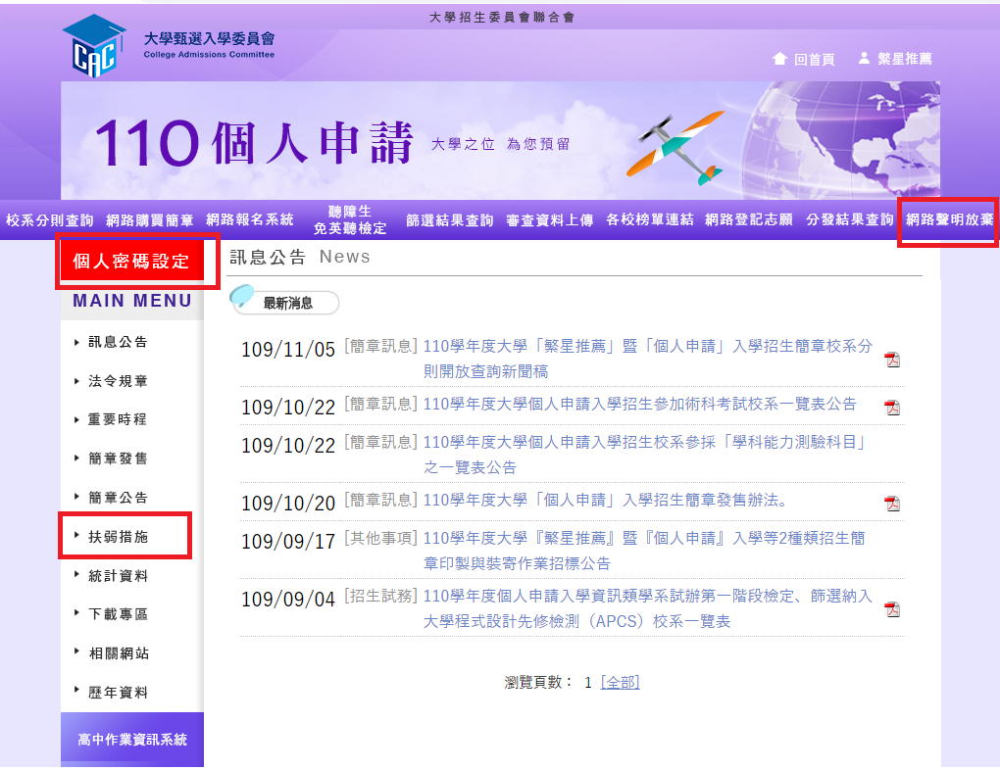 大學招生委員會聯合會
大學甄選入學委員會
College Admissions Committee
CAC
回首頁
繁星推薦
110個人申請 大學之位 為您預留
校系分則查詢 網路購買簡章 網路報名系統 聽障生 免英聽檢定 篩選結果查詢 審查資料上傳 各校榜單連結 網路登記志願 分發結果查詢 網路聲明放棄
個人密碼設定
MAIN MENU
訊息公告
法令規章
重要時程
簡章發售
簡章公告
扶弱措施
統計資料
下載專區
相關網站
歷年資料
高中作業資訊系統
訊息公告 News
最新消息
109/11/05 [簡章訊息] 110學年度大學「繁星推薦」暨「個人申請」入學招生簡章校系分
則開放查詢新聞稿
109/10/22 [簡章訊息] 110學年度大學個人申請入學招生參加術科考試校系一覽表公告
109/10/22 [簡章訊息] 110學年度大學個人申請入學招生校系參採「學科能力測驗科目」
之一覽表公告
109/10/20 [簡章訊息] 110學年度大學「個人申請」入學招生簡章發售辦法。
109/09/17 [其他事項] 110學年度大學『繁星推薦』暨『個人申請』入學等2種類招生簡
章印製與裝寄作業招標公告
109/09/04 [招生試務] 110學年度個人申請入學資訊類學系試辦第一階段檢定、篩選納入
大學程式設計先修檢測（APCS）校系一覽表
瀏覽頁數： 1 [全部]